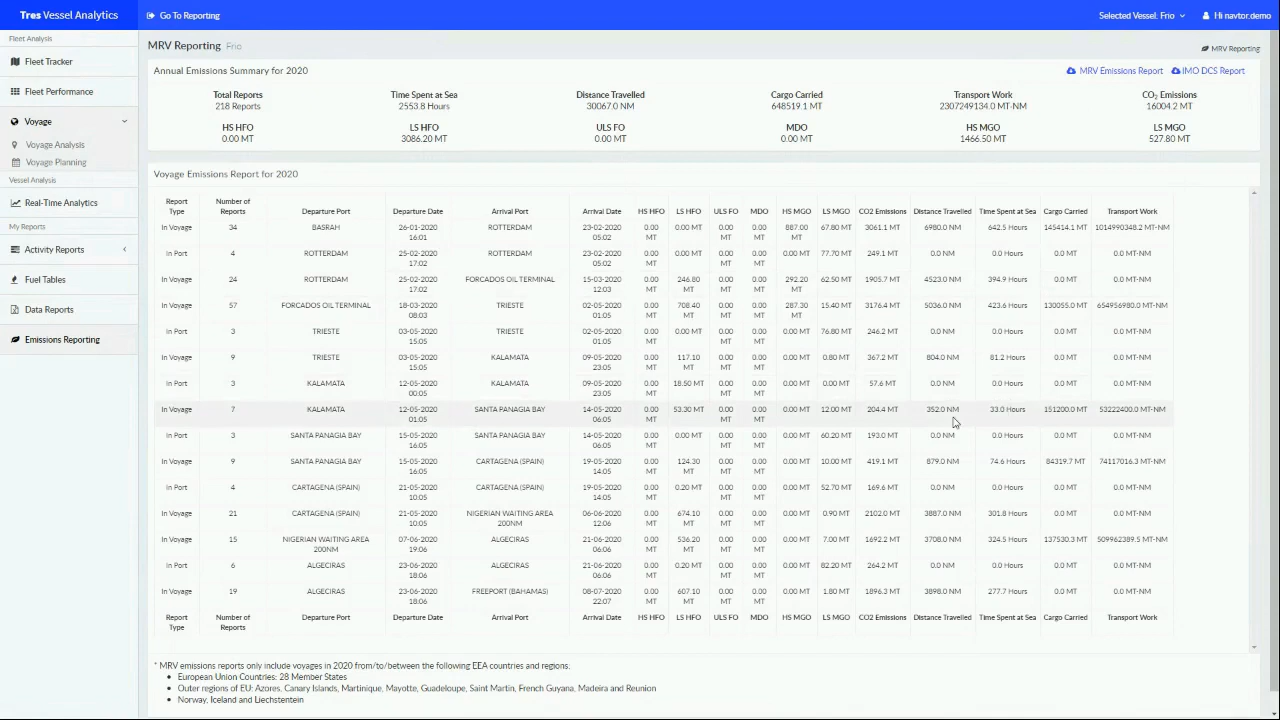 Tres Vessel Analytics
Go To Reporting
Selected Vessel: Frio
Hi navtor.demo
Fleet Analysis
Fleet Tracker
Fleet Performance
Voyage
Voyage Analysis
Voyage Planning
Vessel Analysis
Real-Time Analytics
My Reports
Activity Reports
Fuel Tables
Data Reports
Emissions Reporting
MRV Reporting Frio
MRV Reporting
Annual Emissions Summary for 2020
MRV Emissions Report IMO DCS Report
Total Reports Time Spent at Sea Distance Travelled Cargo Carried Transport Work CO2 Emissions
218 Reports 2553.8 Hours 30067.0 NM 648519.1 MT 2307249134.0 MT-NM 16004.2 MT
HS HFO LS HFO ULS FO MDO HS MGO LS MGO
0.00 MT 3086.20 MT 0.00 MT 0.00 MT 1466.50 MT 527.80 MT
Voyage Emissions Report for 2020
Report Type Number of Reports Departure Port Departure Date Arrival Port Arrival Date HS HFO LS HFO ULS FO MDO HS MGO LS MGO CO2 Emissions Distance Travelled Time Spent at Sea Cargo Carried Transport Work
In Voyage 34 BASRAH 26-01-2020 16:01 ROTTERDAM 23-02-2020 05:02 0.00 MT 0.00 MT 0.00 MT 0.00 MT 887.00 MT 67.80 MT 3061.1 MT 6980.0 NM 642.5 Hours 145414.1 MT 1014990348.2 MT-NM
In Port 4 ROTTERDAM 25-02-2020 17:02 ROTTERDAM 23-02-2020 05:02 0.00 MT 0.00 MT 0.00 MT 0.00 MT 0.00 MT 77.70 MT 249.1 MT 0.0 NM 0.0 Hours 0.0 MT 0.0 MT-NM
In Voyage 24 ROTTERDAM 25-02-2020 17:02 FORCADOS OIL TERMINAL 15-03-2020 12:03 0.00 MT 246.80 MT 0.00 MT 0.00 MT 292.20 MT 62.50 MT 1905.7 MT 4523.0 NM 394.9 Hours 0.0 MT 0.0 MT-NM
In Voyage 57 FORCADOS OIL TERMINAL 18-03-2020 08:03 TRIESTE 02-05-2020 01:05 0.00 MT 708.40 MT 0.00 MT 0.00 MT 287.30 MT 15.40 MT 3176.4 MT 5036.0 NM 423.6 Hours 130055.0 MT 654956980.0 MT-NM
In Port 3 TRIESTE 03-05-2020 15:05 TRIESTE 02-05-2020 01:05 0.00 MT 0.00 MT 0.00 MT 0.00 MT 0.00 MT 76.80 MT 246.2 MT 0.0 NM 0.0 Hours 0.0 MT 0.0 MT-NM
In Voyage 9 TRIESTE 03-05-2020 15:05 KALAMATA 09-05-2020 23:05 0.00 MT 117.10 MT 0.00 MT 0.00 MT 0.00 MT 0.80 MT 367.2 MT 804.0 NM 81.2 Hours 0.0 MT 0.0 MT-NM
In Port 3 KALAMATA 12-05-2020 00:05 KALAMATA 09-05-2020 23:05 0.00 MT 18.50 MT 0.00 MT 0.00 MT 0.00 MT 0.00 MT 57.6 MT 0.0 NM 0.0 Hours 0.0 MT 0.0 MT-NM
In Voyage 7 KALAMATA 12-05-2020 01:05 SANTA PANAGIA BAY 14-05-2020 06:05 0.00 MT 53.30 MT 0.00 MT 0.00 MT 0.00 MT 12.00 MT 204.4 MT 352.0 NM 33.0 Hours 151200.0 MT 53222400.0 MT-NM
In Port 3 SANTA PANAGIA BAY 15-05-2020 16:05 SANTA PANAGIA BAY 14-05-2020 06:05 0.00 MT 0.00 MT 0.00 MT 0.00 MT 0.00 MT 60.20 MT 193.0 MT 0.0 NM 0.0 Hours 0.0 MT 0.0 MT-NM
In Voyage 9 SANTA PANAGIA BAY 15-05-2020 16:05 CARTAGENA (SPAIN) 19-05-2020 14:05 0.00 MT 124.30 MT 0.00 MT 0.00 MT 0.00 MT 10.00 MT 419.1 MT 879.0 NM 74.6 Hours 84319.7 MT 74117016.3 MT-NM
In Port 4 CARTAGENA (SPAIN) 21-05-2020 10:05 CARTAGENA (SPAIN) 19-05-2020 14:05 0.00 MT 0.20 MT 0.00 MT 0.00 MT 0.00 MT 52.70 MT 169.6 MT 0.0 NM 0.0 Hours 0.0 MT 0.0 MT-NM
In Voyage 21 CARTAGENA (SPAIN) 21-05-2020 10:05 NIGERIAN WAITING AREA 200NM 06-06-2020 12:06 0.00 MT 674.10 MT 0.00 MT 0.00 MT 0.00 MT 0.90 MT 2102.0 MT 3887.0 NM 301.8 Hours 0.0 MT 0.0 MT-NM
In Voyage 15 NIGERIAN WAITING AREA 200NM 07-06-2020 19:06 ALGECIRAS 21-06-2020 06:06 0.00 MT 536.20 MT 0.00 MT 0.00 MT 0.00 MT 7.00 MT 1692.2 MT 3708.0 NM 324.5 Hours 137530.3 MT 509962389.5 MT-NM
In Port 6 ALGECIRAS 23-06-2020 18:06 ALGECIRAS 21-06-2020 06:06 0.00 MT 0.20 MT 0.00 MT 0.00 MT 0.00 MT 82.20 MT 264.2 MT 0.0 NM 0.0 Hours 0.0 MT 0.0 MT-NM
In Voyage 19 ALGECIRAS 23-06-2020 18:06 FREEPORT (BAHAMAS) 08-07-2020 22:07 0.00 MT 607.10 MT 0.00 MT 0.00 MT 0.00 MT 1.80 MT 1896.3 MT 3898.0 NM 277.7 Hours 0.0 MT 0.0 MT-NM
Report Type Number of Reports Departure Port Departure Date Arrival Port Arrival Date HS HFO LS HFO ULS FO MDO HS MGO LS MGO CO2 Emissions Distance Travelled Time Spent at Sea Cargo Carried Transport Work
* MRV emissions reports only include voyages in 2020 from/to/between the following EEA countries and regions:
• European Union Countries: 28 Member States
• Outer regions of EU: Azores, Canary Islands, Martinique, Mayotte, Guadeloupe, Saint Martin, French Guyana, Madeira and Reunion
• Norway, Iceland and Liechstentein